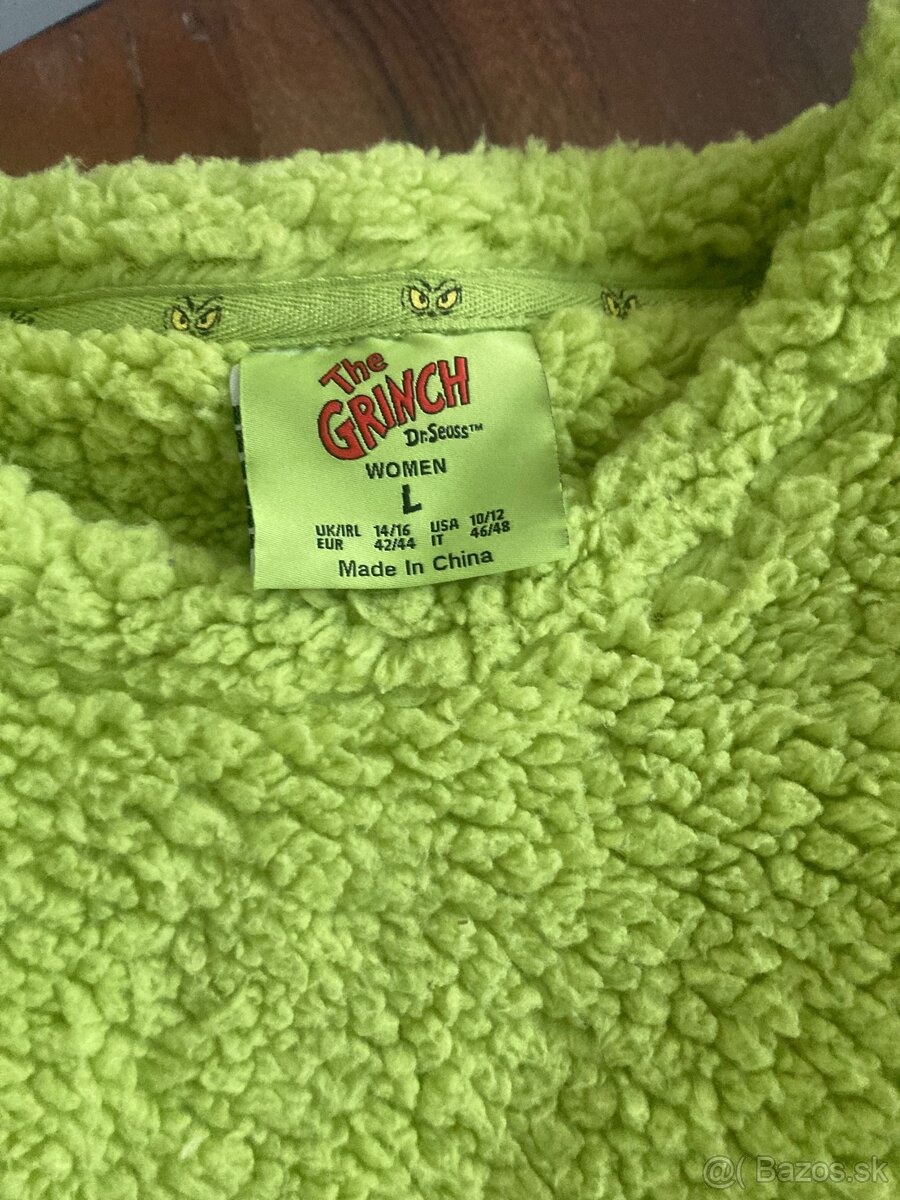 The
GRINCH
Dr.Seuss™
WOMEN
L
UK/IRL 14/16 USA 10/12
EUR 42/44 IT 46/48
Made In China
@( Bazos.sk